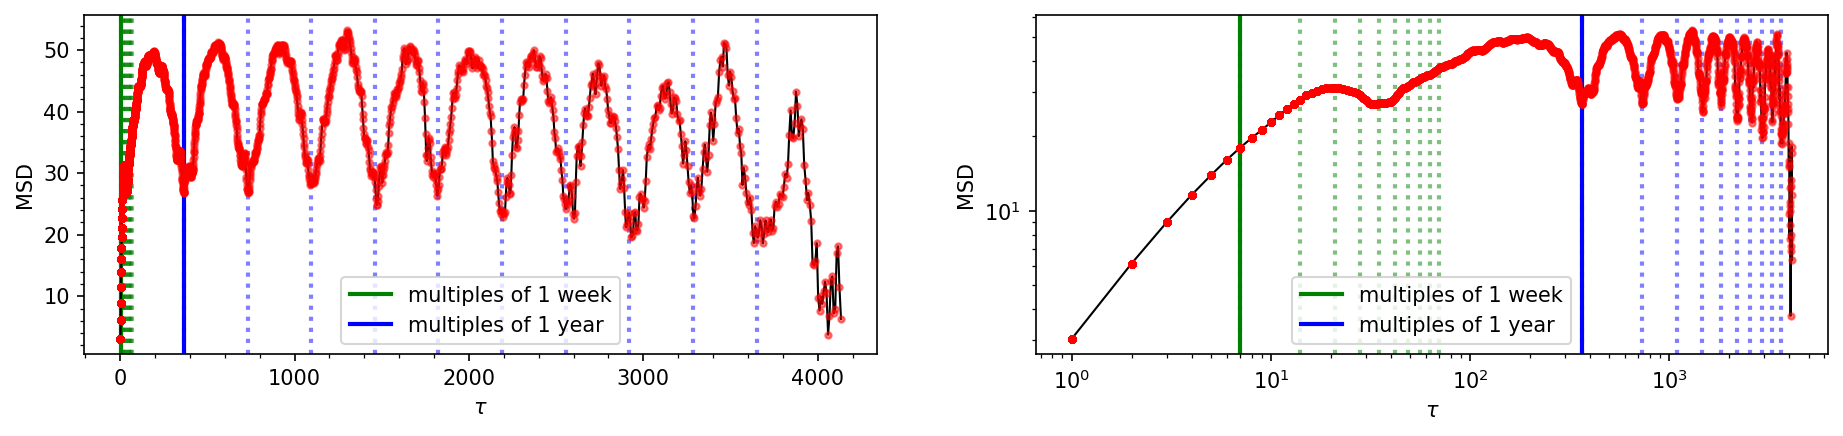 MSD
50
40
30
20
10
0
1000
2000
3000
4000
τ
multiples of 1 week
multiples of 1 year
MSD
10¹
10⁰
10¹
10²
10³
τ
multiples of 1 week
multiples of 1 year